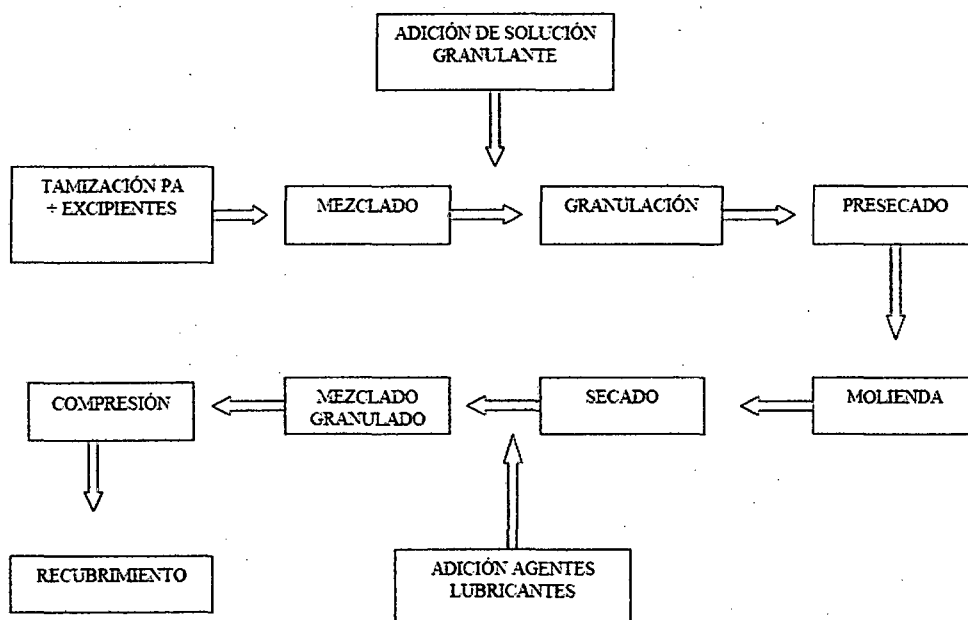 ADICIÓN DE SOLUCIÓN
GRANULANTE
TAMIZACIÓN PA
+ EXCIPIENTES
MEZCLADO
GRANULACIÓN
PRESECADO
COMPRESIÓN
MEZCLADO
GRANULADO
SECADO
MOLIENDA
RECUBRIMIENTO
ADICIÓN AGENTES
LUBRICANTES